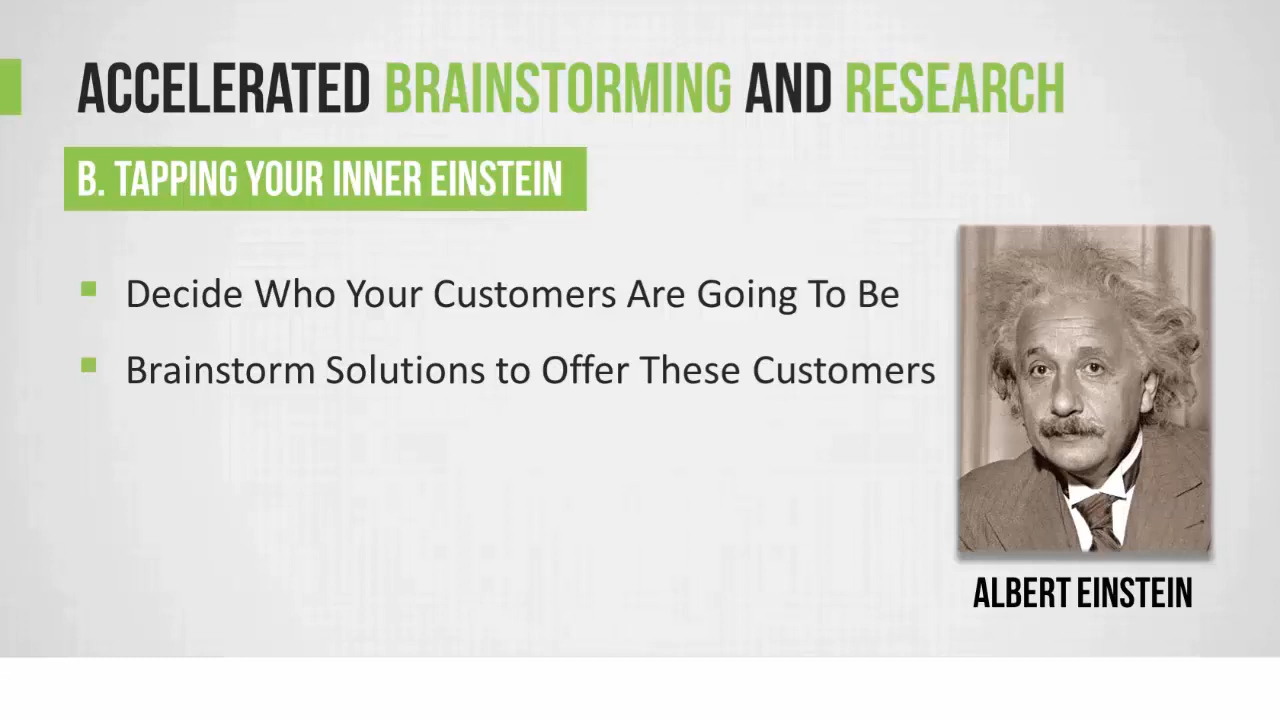 ACCELERATED BRAINSTORMING AND RESEARCH
B. TAPPING YOUR INNER EINSTEIN
Decide Who Your Customers Are Going To Be
Brainstorm Solutions to Offer These Customers
ALBERT EINSTEIN